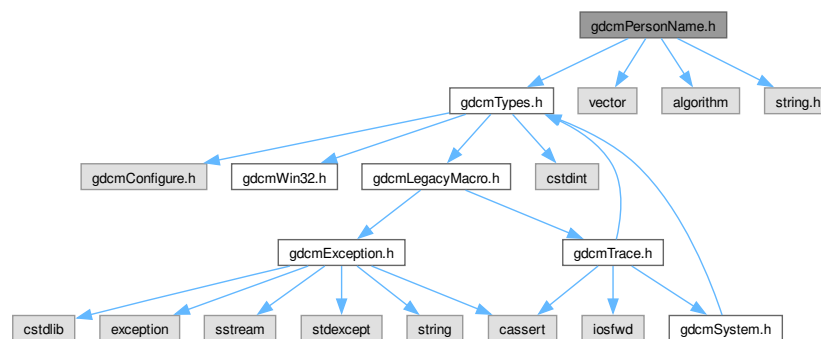 gdcmPersonName.h
gdcmTypes.h
vector
algorithm
string.h
gdcmConfigure.h
gdcmWin32.h
gdcmLegacyMacro.h
cstdint
gdcmException.h
gdcmTrace.h
cstdlib
exception
sstream
stdexcept
string
cassert
iosfwd
gdcmSystem.h